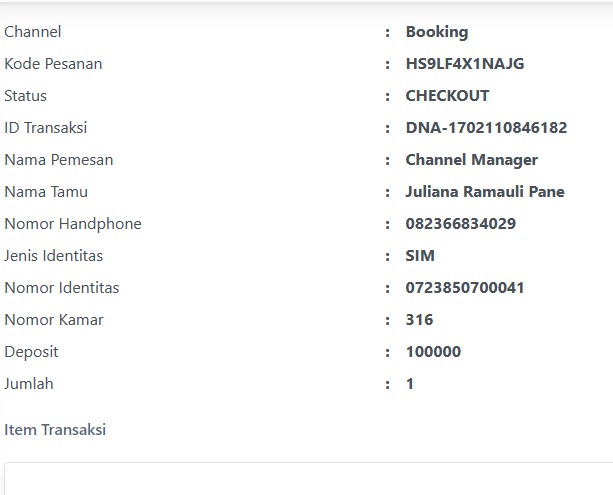 Channel : Booking
Kode Pesanan : HS9LF4X1NAJG
Status : CHECKOUT
ID Transaksi : DNA-1702110846182
Nama Pemesan : Channel Manager
Nama Tamu : Juliana Ramauli Pane
Nomor Handphone : 082366834029
Jenis Identitas : SIM
Nomor Identitas : 0723850700041
Nomor Kamar : 316
Deposit : 100000
Jumlah : 1
Item Transaksi